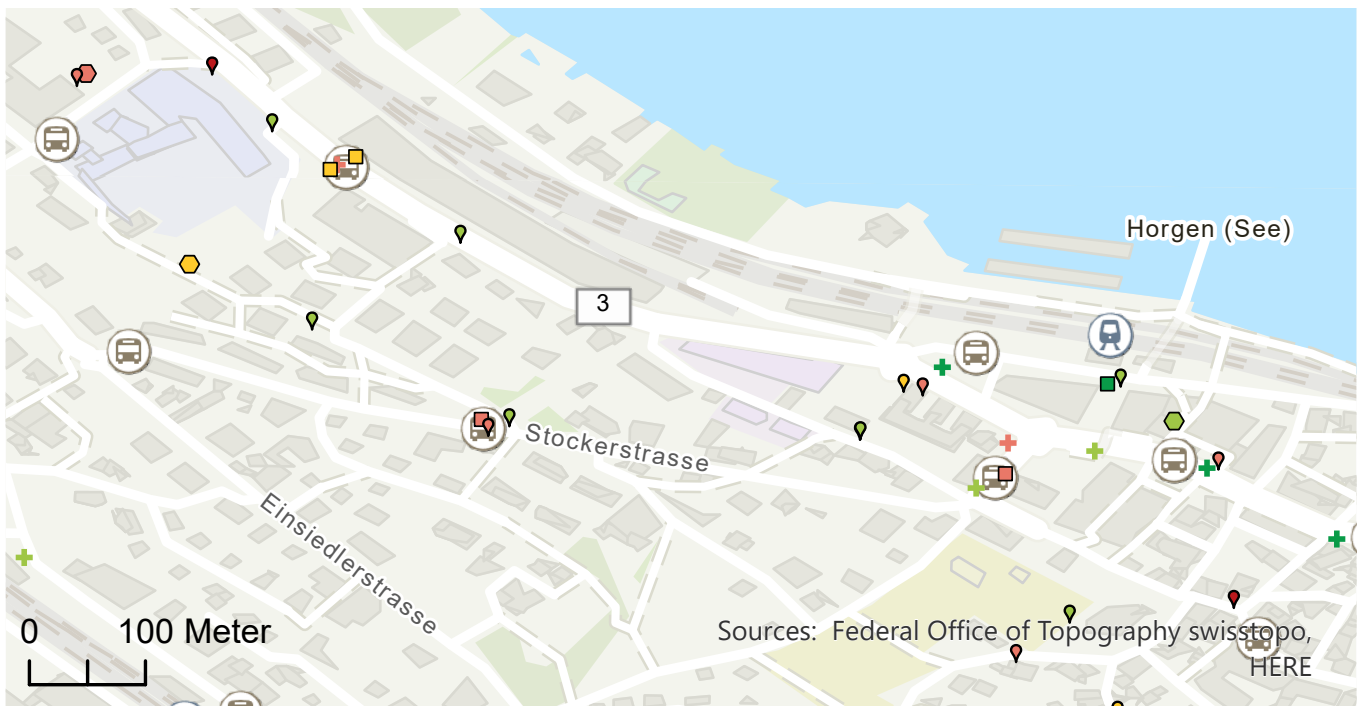 Horgen (See)
3
Stockerstrasse
Einsiedlerstrasse
0 100 Meter
Sources: Federal Office of Topography swisstopo,
HERE